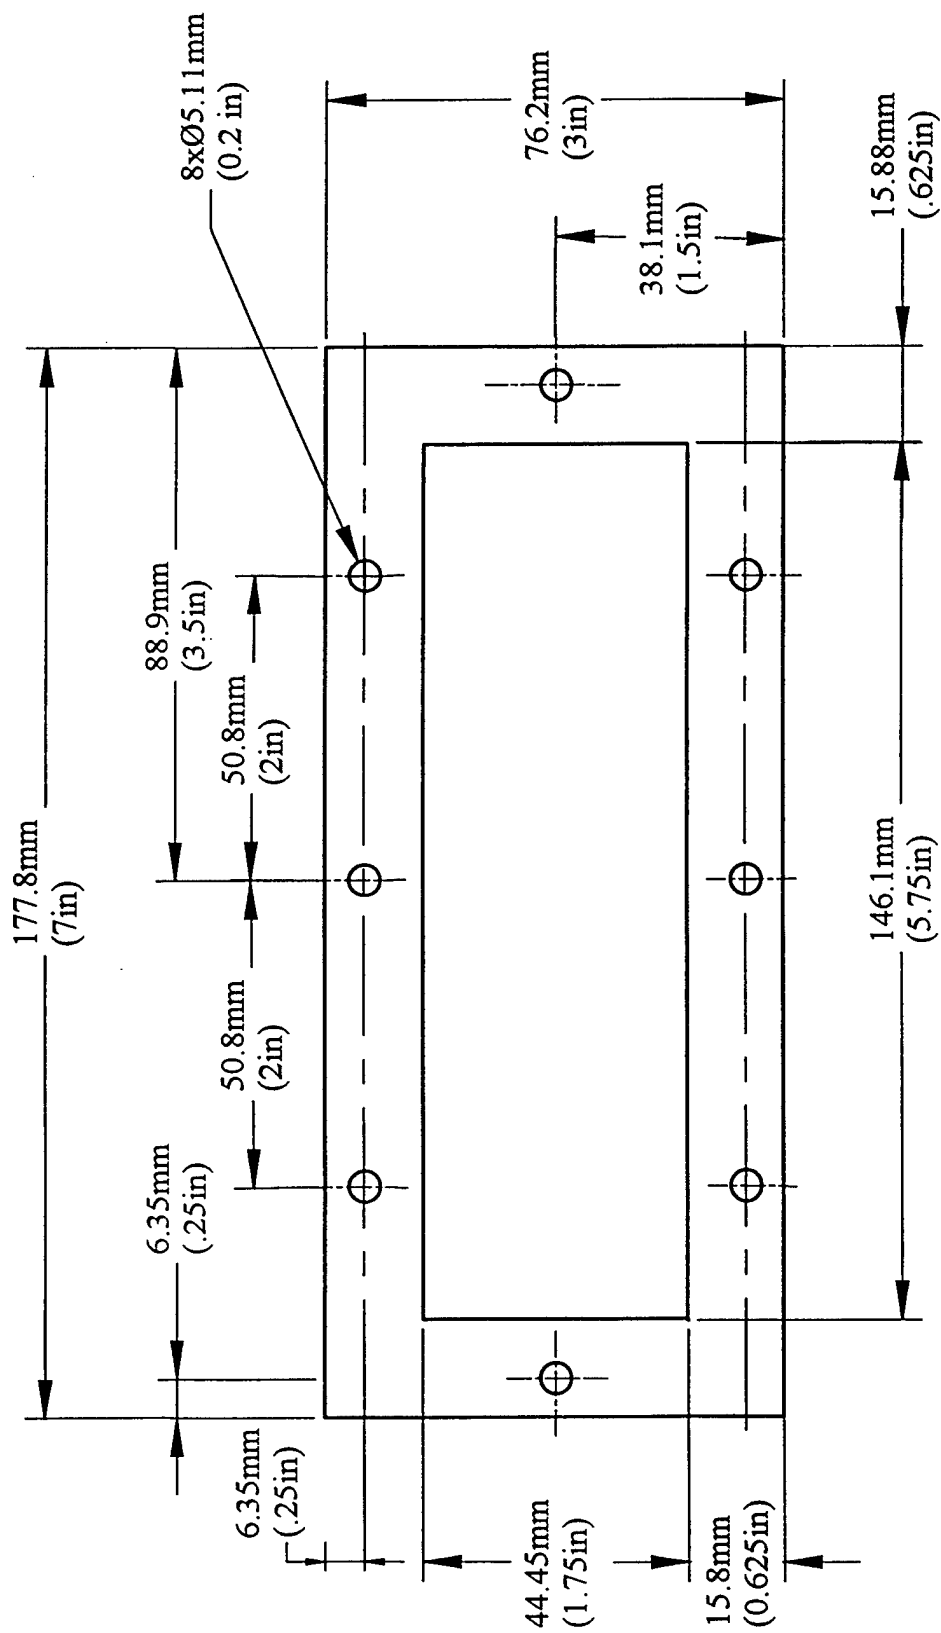 177.8mm
(7in)
88.9mm
(3.5in)
8xØ5.11mm
(0.2 in)
6.35mm
(.25in)
50.8mm
(2in)
50.8mm
(2in)
76.2mm
(3in)
38.1mm
(1.5in)
6.35mm
(.25in)
44.45mm
(1.75in)
15.8mm
(0.625in)
146.1mm
(5.75in)
15.88mm
(.625in)